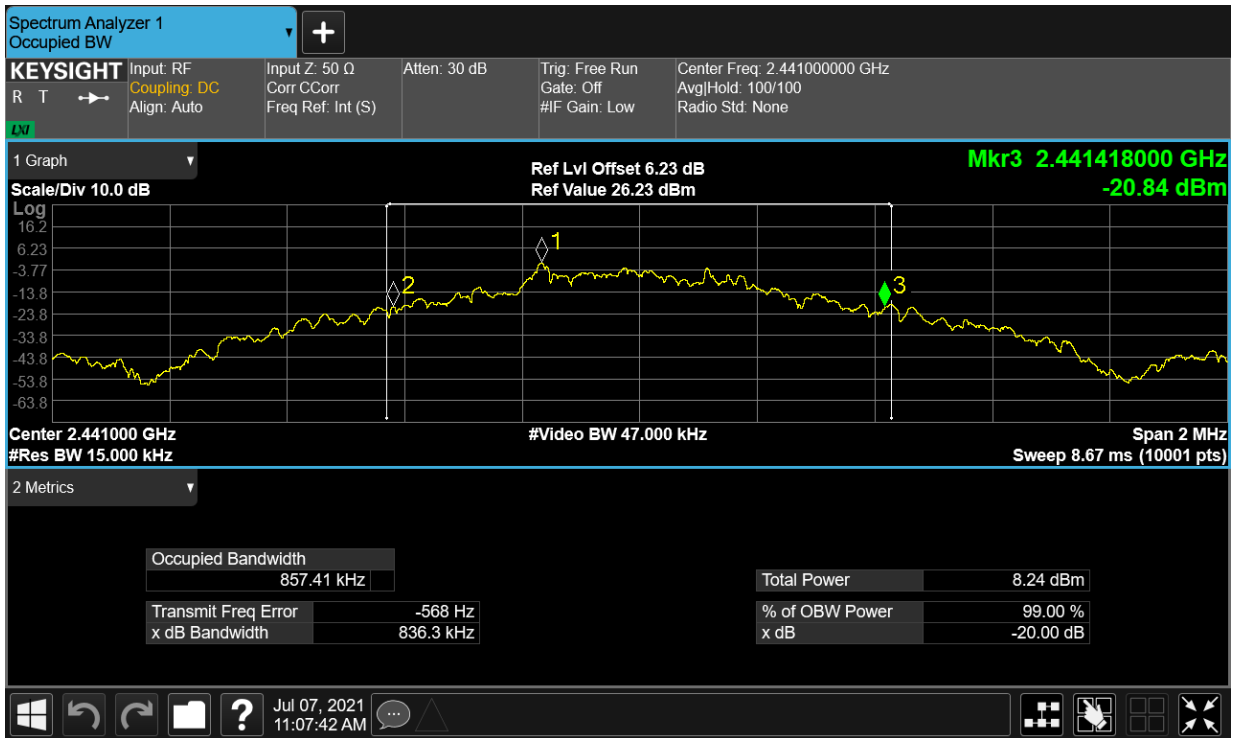 Spectrum Analyzer 1
Occupied BW
+
KEYSIGHT
R T
LXI
Input: RF
Coupling: DC
Align: Auto
Input Z: 50 Ω
Corr CCorr
Freq Ref: Int (S)
Atten: 30 dB
Trig: Free Run
Gate: Off
#IF Gain: Low
Center Freq: 2.441000000 GHz
Avg|Hold: 100/100
Radio Std: None
1 Graph
Scale/Div 10.0 dB
Ref Lvl Offset 6.23 dB
Ref Value 26.23 dBm
Mkr3 2.441418000 GHz
-20.84 dBm
Log
16.2
6.23
-3.77
-13.8
-23.8
-33.8
-43.8
-53.8
-63.8
1
2
3
Center 2.441000 GHz
#Res BW 15.000 kHz
#Video BW 47.000 kHz
Span 2 MHz
Sweep 8.67 ms (10001 pts)
2 Metrics
Occupied Bandwidth
857.41 kHz
Transmit Freq Error -568 Hz
x dB Bandwidth 836.3 kHz
Total Power 8.24 dBm
% of OBW Power 99.00 %
x dB -20.00 dB
?
Jul 07, 2021
11:07:42 AM